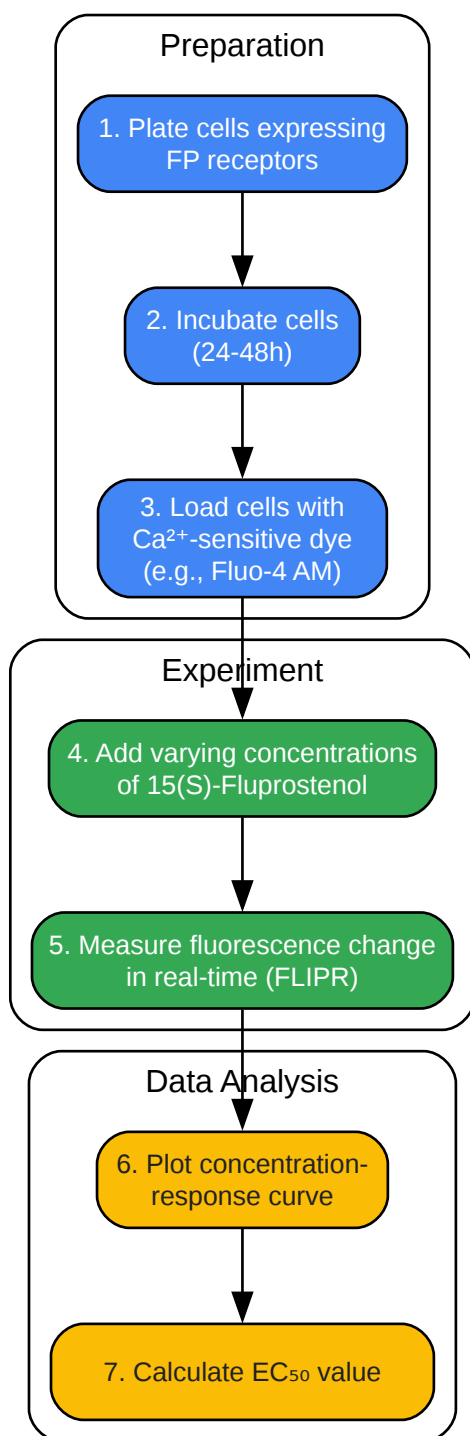 Preparation
1. Plate cells expressing
FP receptors
2. Incubate cells
(24-48h)
3. Load cells with
Ca²⁺-sensitive dye
(e.g., Fluo-4 AM)
Experiment
4. Add varying concentrations
of 15(S)-Fluprostenol
5. Measure fluorescence change
in real-time (FLIPR)
Data Analysis
6. Plot concentration-
response curve
7. Calculate EC₅₀ value